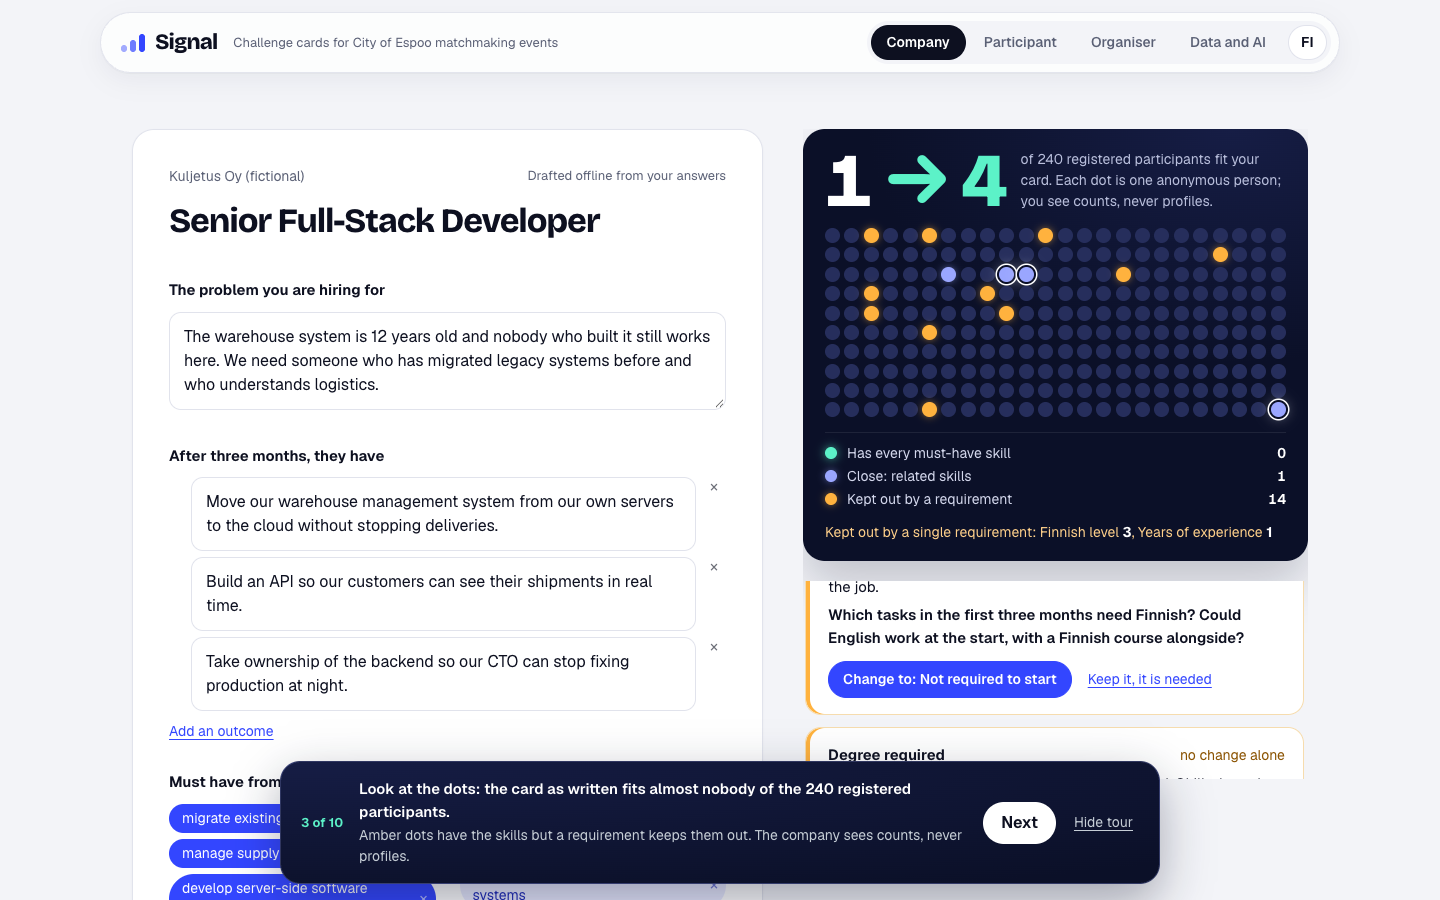 Signal
Challenge cards for City of Espoo matchmaking events
Company
Participant
Organiser
Data and AI
FI
Kuljetus Oy (fictional)
Drafted offline from your answers
Senior Full-Stack Developer
The problem you are hiring for
The warehouse system is 12 years old and nobody who built it still works
here. We need someone who has migrated legacy systems before and
who understands logistics.
After three months, they have
Move our warehouse management system from our own servers
to the cloud without stopping deliveries.
×
Build an API so our customers can see their shipments in real
time.
×
Take ownership of the backend so our CTO can stop fixing
production at night.
×
Add an outcome
Must have from
migrate existing
manage supply
develop server-side software
×
systems
×
1 → 4
of 240 registered participants fit your
card. Each dot is one anonymous person;
you see counts, never profiles.
Has every must-have skill 0
Close: related skills 1
Kept out by a requirement 14
Kept out by a single requirement: Finnish level 3, Years of experience 1
the job.
Which tasks in the first three months need Finnish? Could
English work at the start, with a Finnish course alongside?
Change to: Not required to start
Keep it, it is needed
Degree required
no change alone
3 of 10
Look at the dots: the card as written fits almost nobody of the 240 registered
participants.
Amber dots have the skills but a requirement keeps them out. The company sees counts, never
profiles.
Next
Hide tour